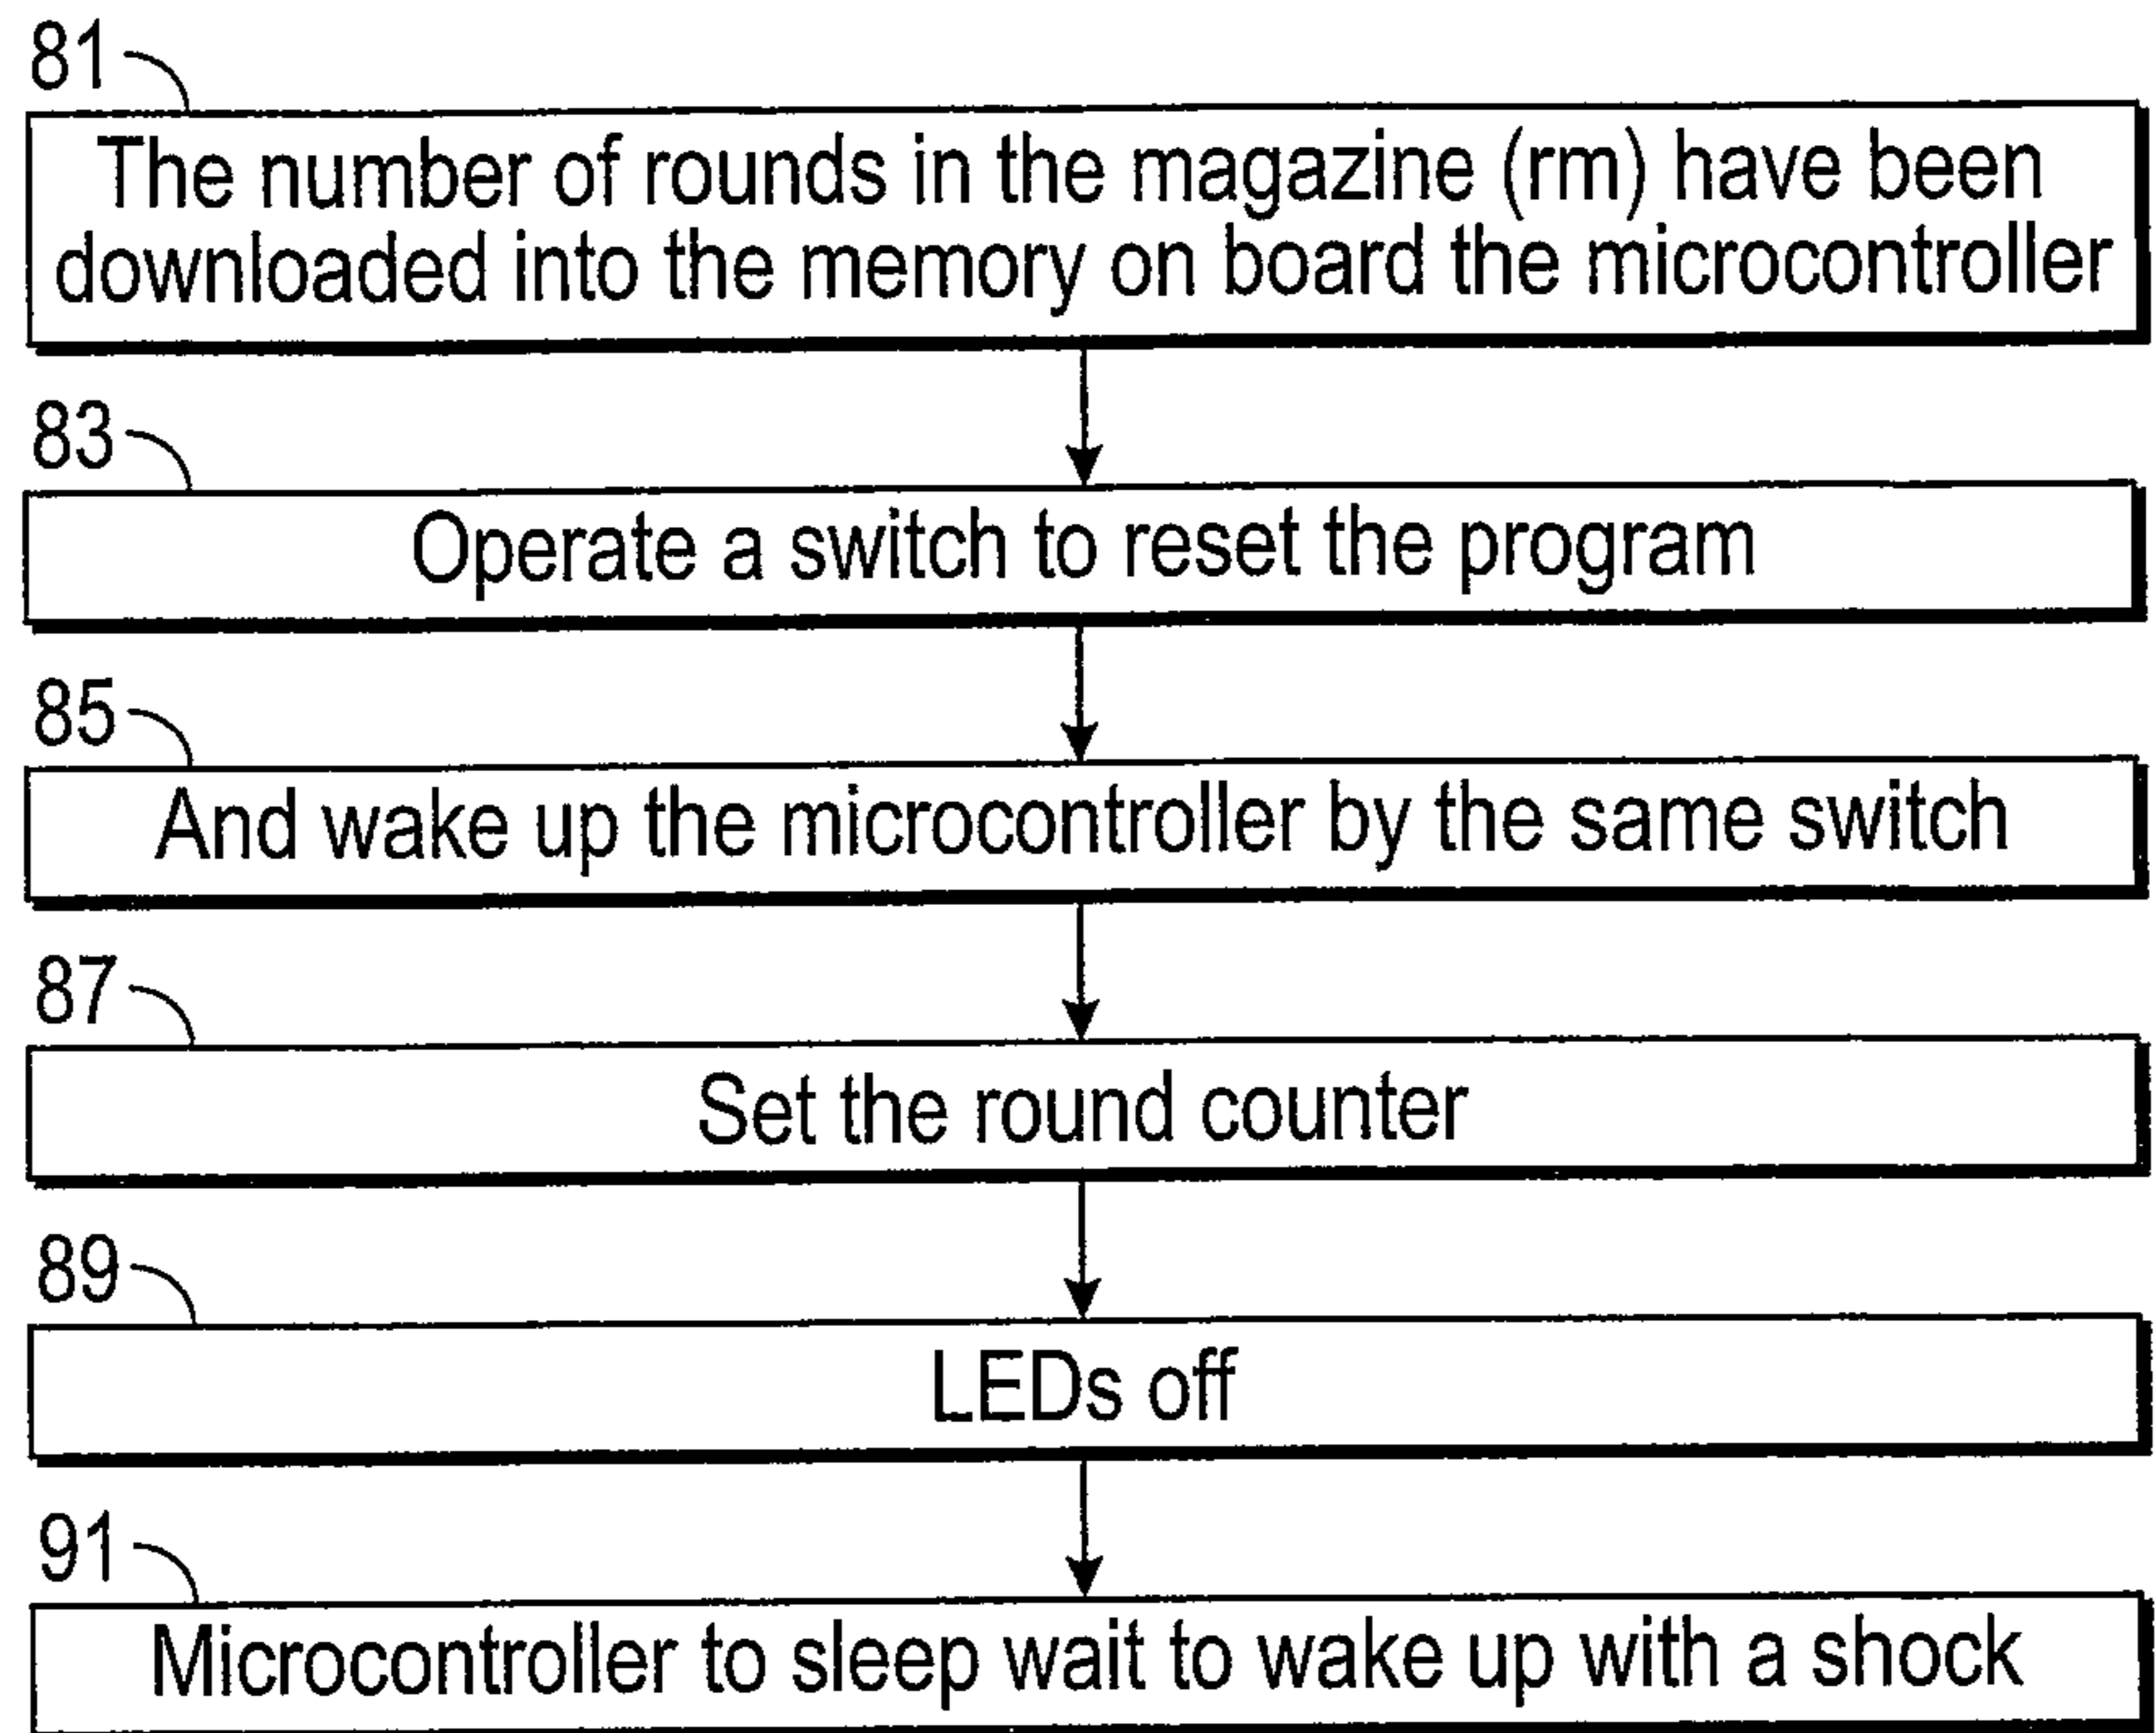 81
The number of rounds in the magazine (rm) have been
downloaded into the memory on board the microcontroller
83
Operate a switch to reset the program
85
And wake up the microcontroller by the same switch
87
Set the round counter
89
LEDs off
91
Microcontroller to sleep wait to wake up with a shock